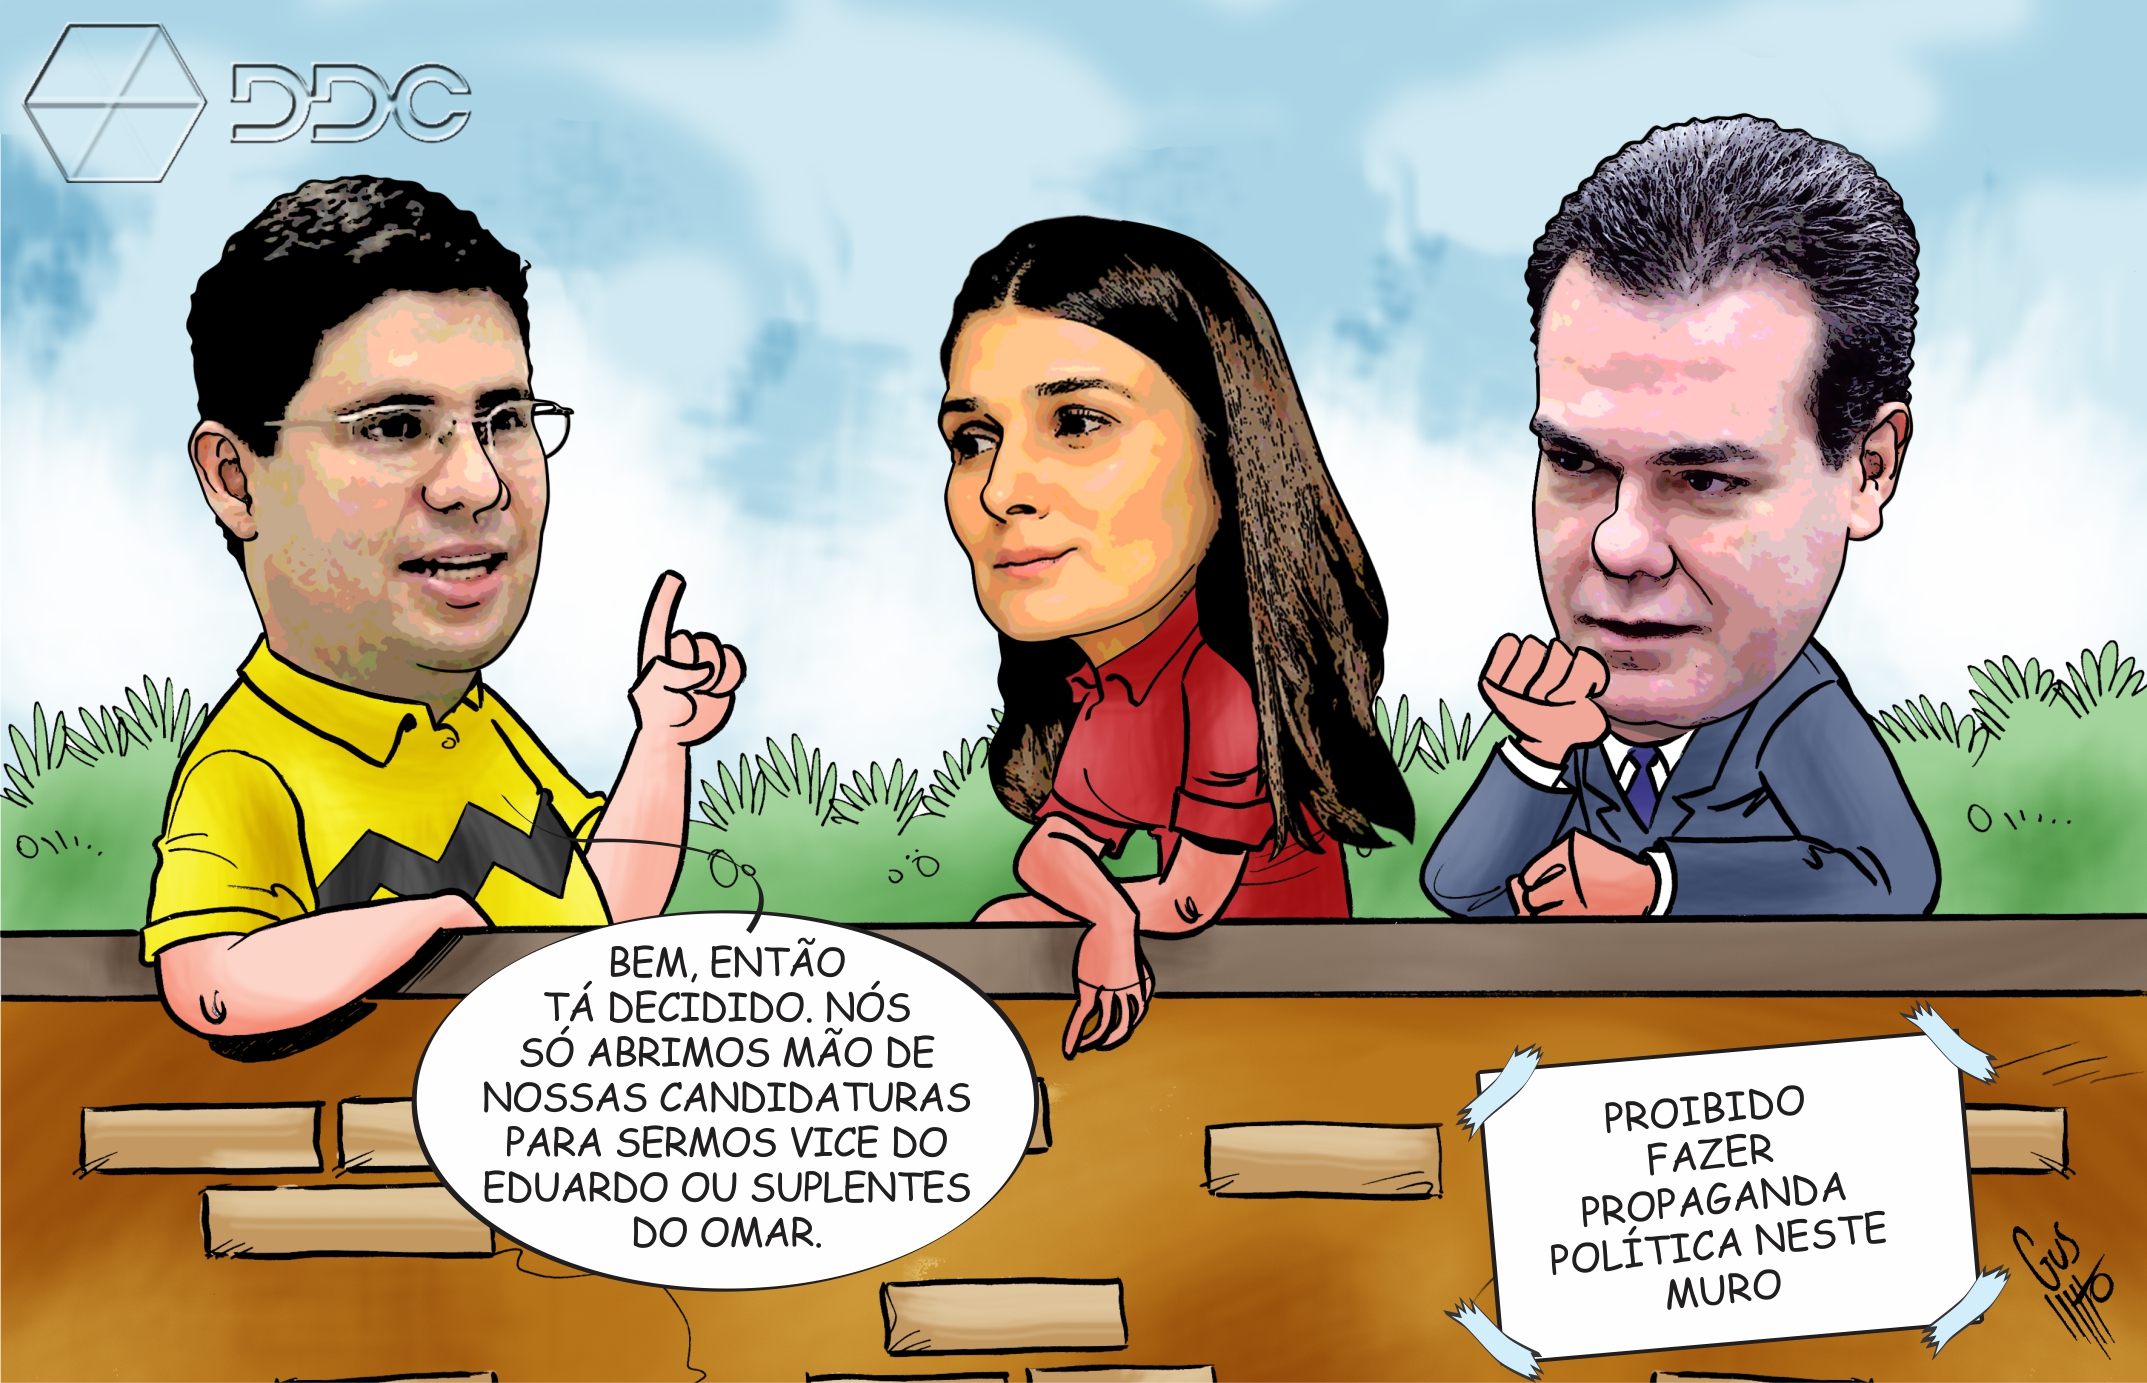 DDC
BEM, ENTÃO
TÁ DECIDIDO. NÓS
SÓ ABRIMOS MÃO DE
NOSSAS CANDIDATURAS
PARA SERMOS VICE DO
EDUARDO OU SUPLENTES
DO OMAR.
PROIBIDO
FAZER
PROPAGANDA
POLÍTICA NESTE
MURO